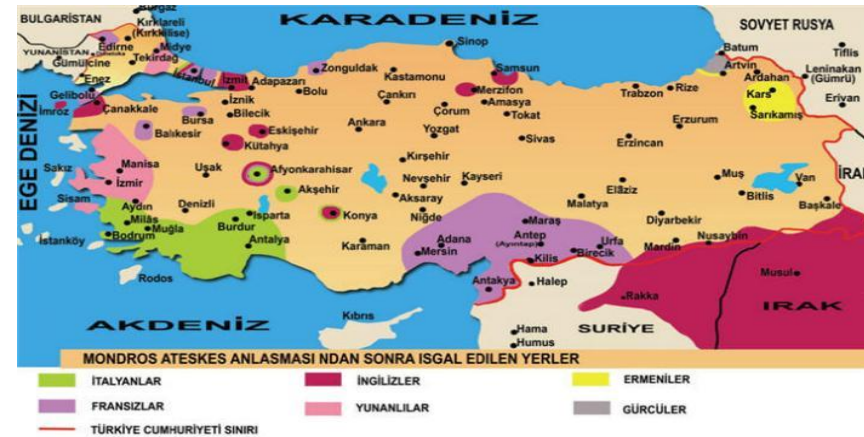 BULGARİSTAN
Burgaz
KARADENİZ
SOVYET RUSYA
Kırklareli
(Kırkkilise)
Edirne
Midye
YUNANİSTAN
Gümülcine
Tekirdağ
Enez
İstanbul
İzmit
Adapazarı
Zonguldak
Bolu
Kastamonu
Sinop
Samsun
Batum
Artvin
Ardahan
Tiflis
Leninakan
(Gümrü)
Gelibolu
İmroz
Çanakkale
İznik
Bilecik
Bursa
Çankırı
Çorum
Merzifon
Amasya
Tokat
Trabzon
Rize
Kars
Sarıkamış
Erivan
EGE DENİZİ
Balıkesir
Eskişehir
Kütahya
Ankara
Yozgat
Sivas
Erzincan
Erzurum
Sakız
Manisa
İzmir
Uşak
Afyonkarahisar
Akşehir
Kırşehir
Nevşehir
Kayseri
Elâziz
Muş
Van
İRAN
Sisam
Aydın
Denizli
Isparta
Konya
Aksaray
Niğde
Malatya
Bitlis
Başkale
Milâs
Muğla
Bodrum
Burdur
Antalya
Karaman
Adana
Mersin
Maraş
Antep
(Ayıntap)
Urfa
Diyarbekir
Mardin
Nusaybin
İstanköy
Rodos
Kilis
Birecik
Antakya
Halep
Rakka
Musul
Kıbrıs
AKDENİZ
Hama
Humus
SURİYE
IRAK
MONDROS ATESKES ANLASMASI NDAN SONRA ISGAL EDILEN YERLER
İTALYANLAR
İNGİLİZLER
ERMENİLER
FRANSIZLAR
YUNANLILAR
GÜRCÜLER
TÜRKİYE CUMHURİYETİ SINIRI